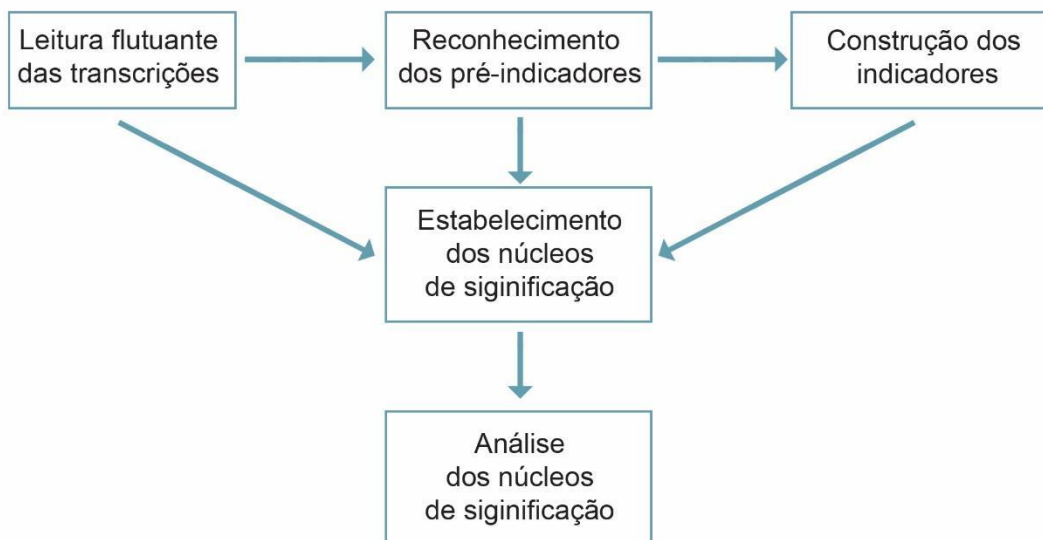 Leitura flutuante
das transcrições
Reconhecimento
dos pré-indicadores
Construção dos
indicadores
Estabelecimento
dos núcleos
de siginificação
Análise
dos núcleos
de siginificação